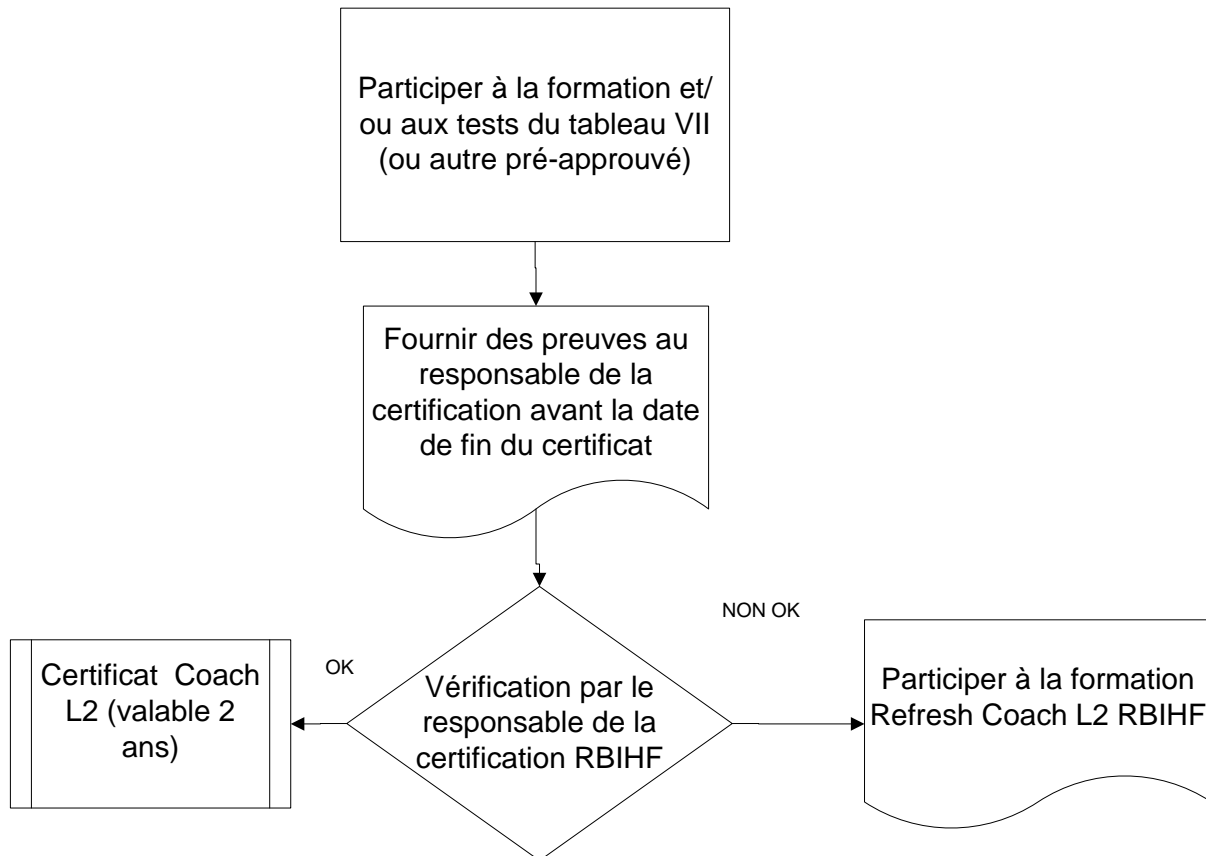 Participer à la formation et/
ou aux tests du tableau VII
(ou autre pré-approuvé)
Fournir des preuves au
responsable de la
certification avant la date
de fin du certificat
NON OK
OK
Certificat Coach
L2 (valable 2
ans)
Vérification par le
responsable de la
certification RBIHF
Participer à la formation
Refresh Coach L2 RBIHF